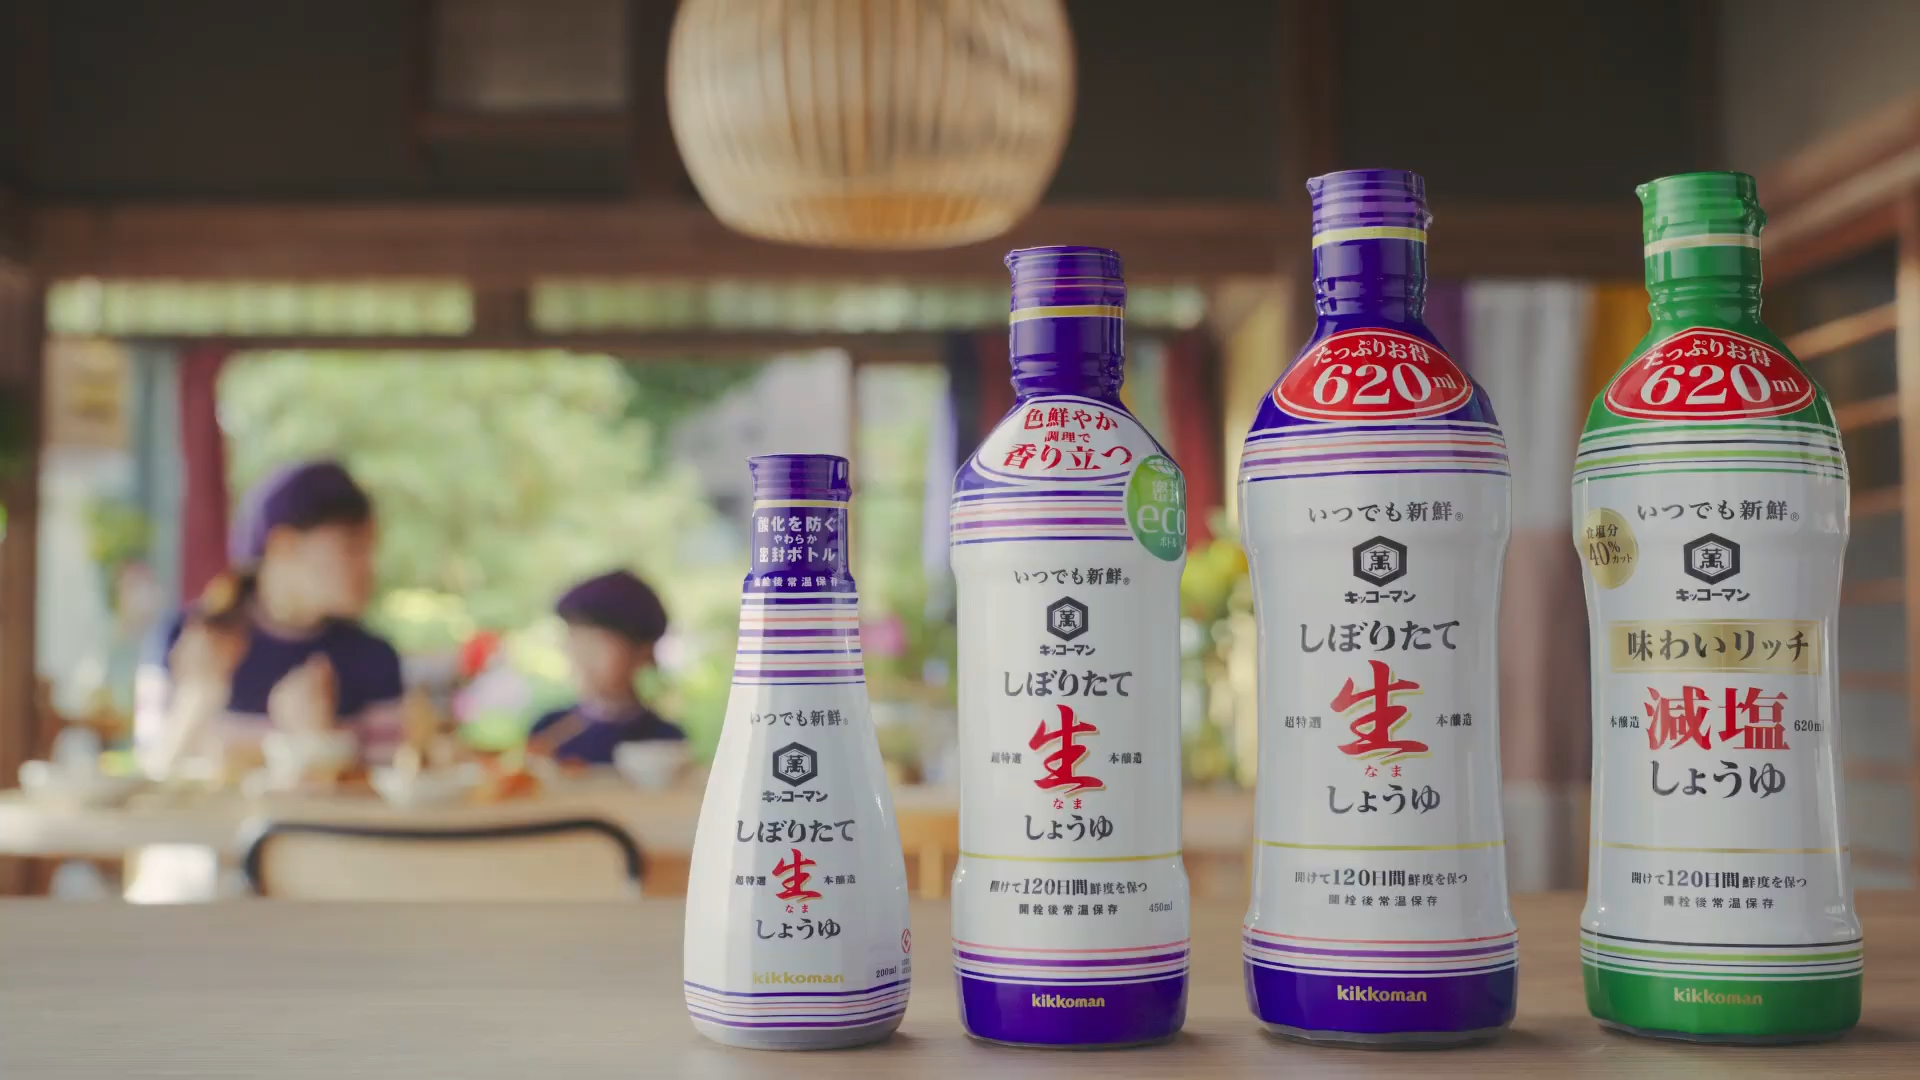 酸化を防ぐ
やわらか
密封ボトル
開栓後常温保存
いつでも新鮮®
萬
キッコーマン
しぼりたて
超特選 生 本醸造
なま
しょうゆ
kikkoman
200ml
色鮮やか
調理で
香り立つ
密封
eco
ボトル
いつでも新鮮®
萬
キッコーマン
しぼりたて
超特選 生 本醸造
なま
しょうゆ
開けて120日間鮮度を保つ
開栓後常温保存
450ml
kikkoman
たっぷりお得
620ml
いつでも新鮮®
萬
キッコーマン
しぼりたて
超特選 生 本醸造
なま
しょうゆ
開けて120日間鮮度を保つ
開栓後常温保存
kikkoman
たっぷりお得
620ml
いつでも新鮮®
食塩分
40%カット
萬
キッコーマン
味わいリッチ
本醸造 減塩 620ml
しょうゆ
開けて120日間鮮度を保つ
開栓後常温保存
kikkoman